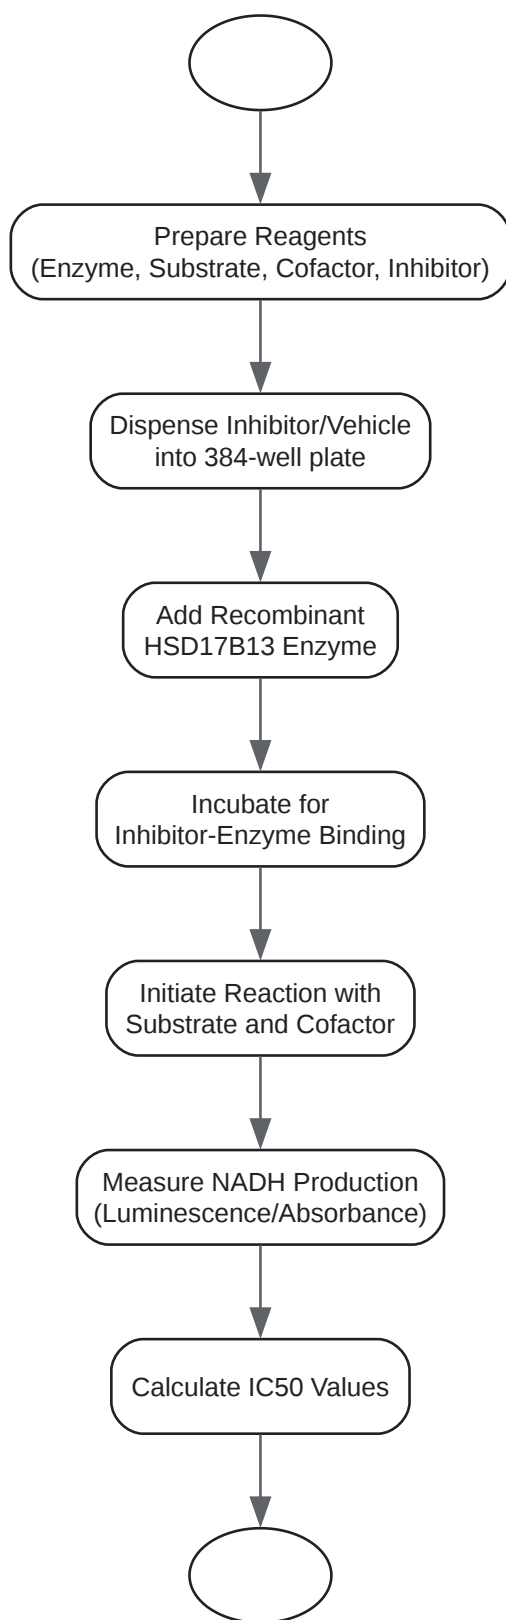 Prepare Reagents
(Enzyme, Substrate, Cofactor, Inhibitor)
Dispense Inhibitor/Vehicle
into 384-well plate
Add Recombinant
HSD17B13 Enzyme
Incubate for
Inhibitor-Enzyme Binding
Initiate Reaction with
Substrate and Cofactor
Measure NADH Production
(Luminescence/Absorbance)
Calculate IC50 Values